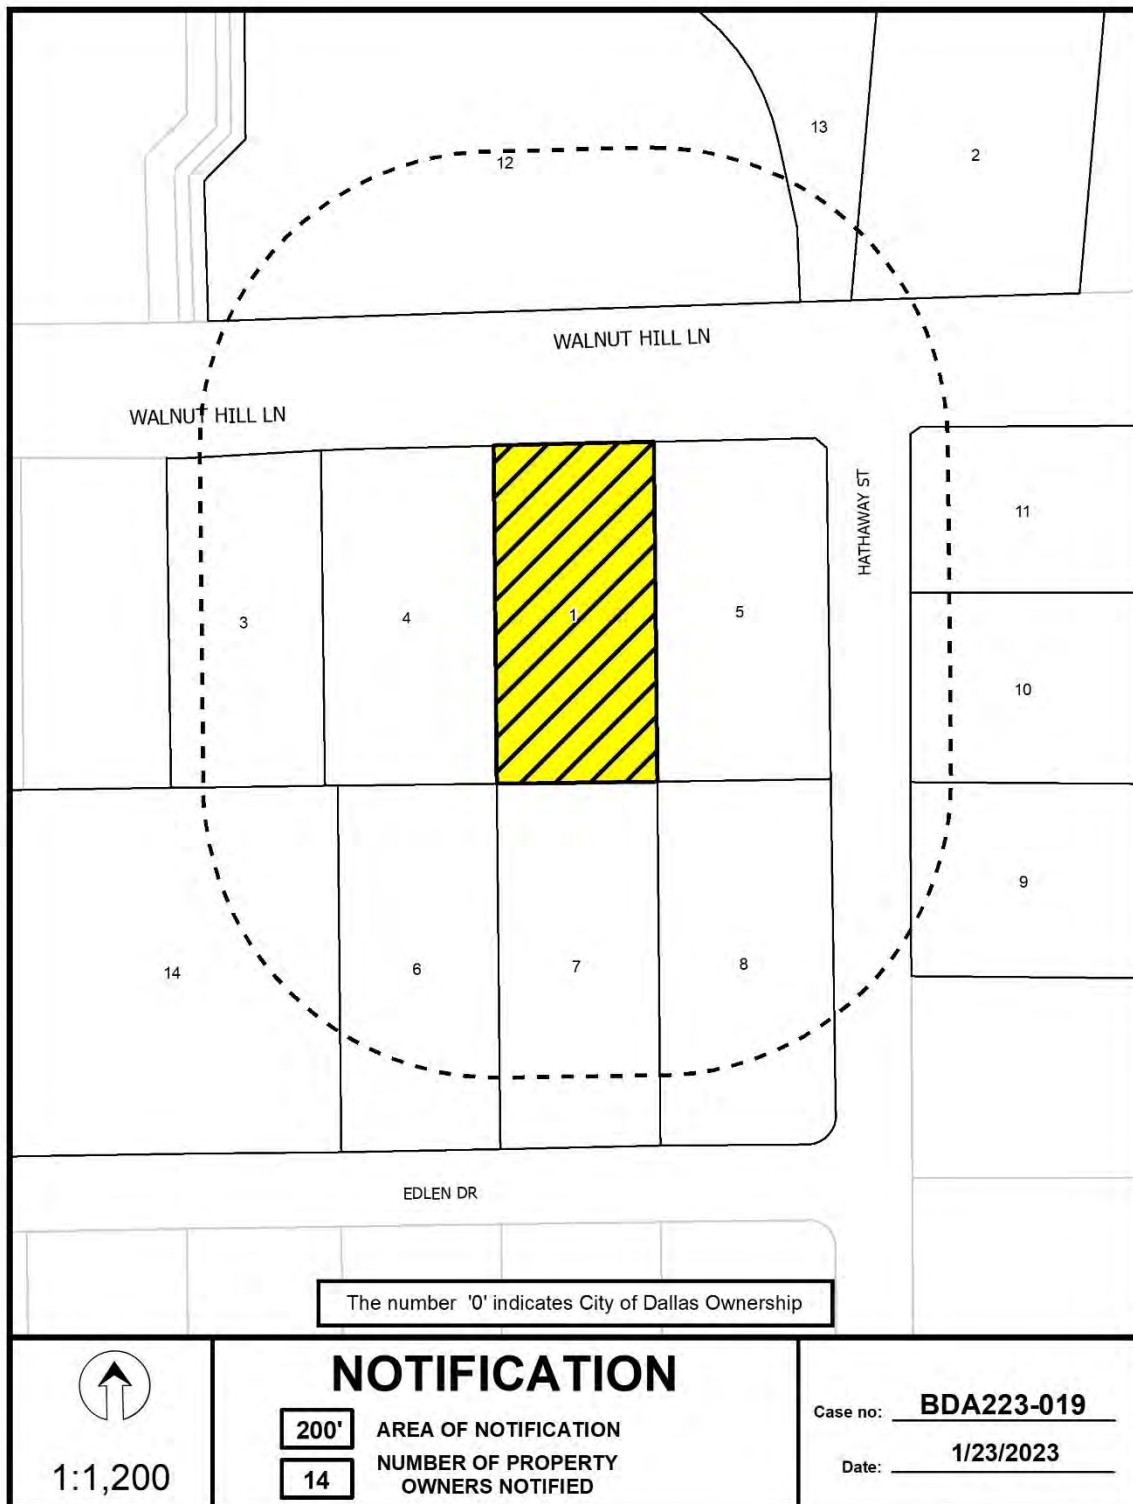 13
12
2
WALNUT HILL LN
WALNUT HILL LN
HATHAWAY ST
11
3
4
1
5
10
9
14
6
7
8
EDLEN DR
The number '0' indicates City of Dallas Ownership
1:1,200
NOTIFICATION
200' AREA OF NOTIFICATION
14 NUMBER OF PROPERTY
OWNERS NOTIFIED
Case no: BDA223-019
Date: 1/23/2023